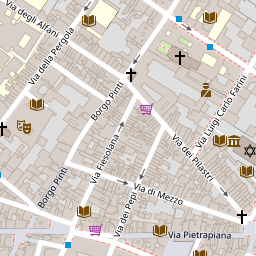 Via degli Alfani
Via della Pergola
Borgo Pinti
Via Luigi Carlo Farini
Via dei Pilastri
Via Fiesolana
Borgo Pinti
Via di Mezzo
Via dei Pepi
Via Pietrapiana